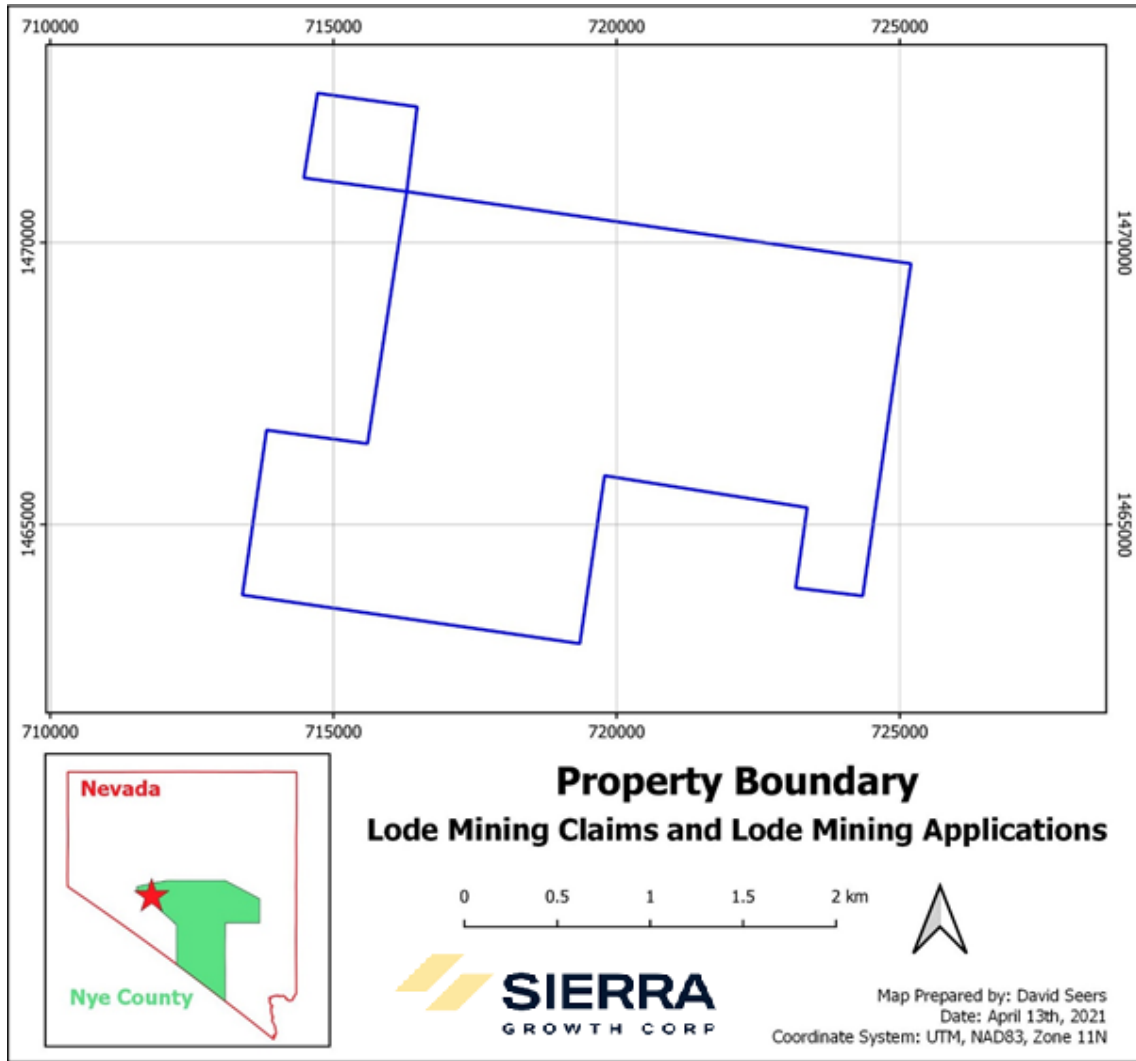 710000 715000 720000 725000
1470000 1470000
1465000 1465000
710000 715000 720000 725000
Nevada
Nye County
Property Boundary
Lode Mining Claims and Lode Mining Applications
0 0.5 1 1.5 2 km
SIERRA
GROWTH CORP
Map Prepared by: David Seers
Date: April 13th, 2021
Coordinate System: UTM, NAD83, Zone 11N